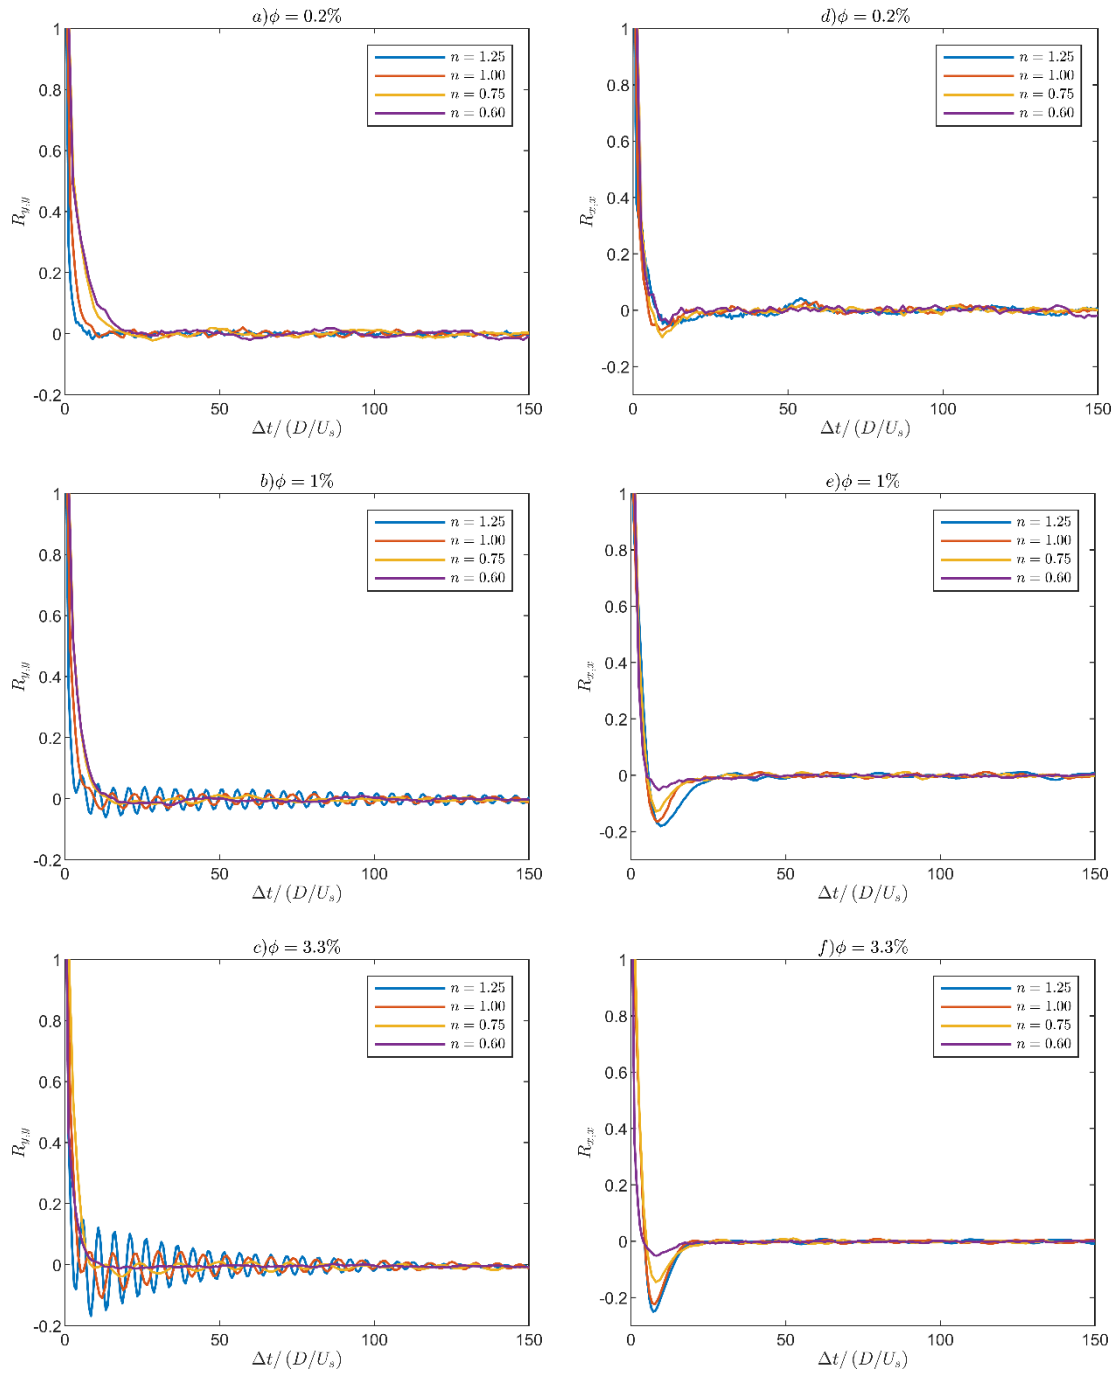 a)ϕ = 0.2%
1
0.8
0.6
0.4
0.2
0
-0.2
R_{y,y}
n = 1.25
n = 1.00
n = 0.75
n = 0.60
0 50 100 150
Δt/ (D/U_s)
d)ϕ = 0.2%
1
0.8
0.6
0.4
0.2
0
-0.2
R_{x,x}
n = 1.25
n = 1.00
n = 0.75
n = 0.60
0 50 100 150
Δt/ (D/U_s)
b)ϕ = 1%
1
0.8
0.6
0.4
0.2
0
-0.2
R_{y,y}
n = 1.25
n = 1.00
n = 0.75
n = 0.60
0 50 100 150
Δt/ (D/U_s)
e)ϕ = 1%
1
0.8
0.6
0.4
0.2
0
-0.2
R_{x,x}
n = 1.25
n = 1.00
n = 0.75
n = 0.60
0 50 100 150
Δt/ (D/U_s)
c)ϕ = 3.3%
1
0.8
0.6
0.4
0.2
0
-0.2
R_{y,y}
n = 1.25
n = 1.00
n = 0.75
n = 0.60
0 50 100 150
Δt/ (D/U_s)
f)ϕ = 3.3%
1
0.8
0.6
0.4
0.2
0
-0.2
R_{x,x}
n = 1.25
n = 1.00
n = 0.75
n = 0.60
0 50 100 150
Δt/ (D/U_s)